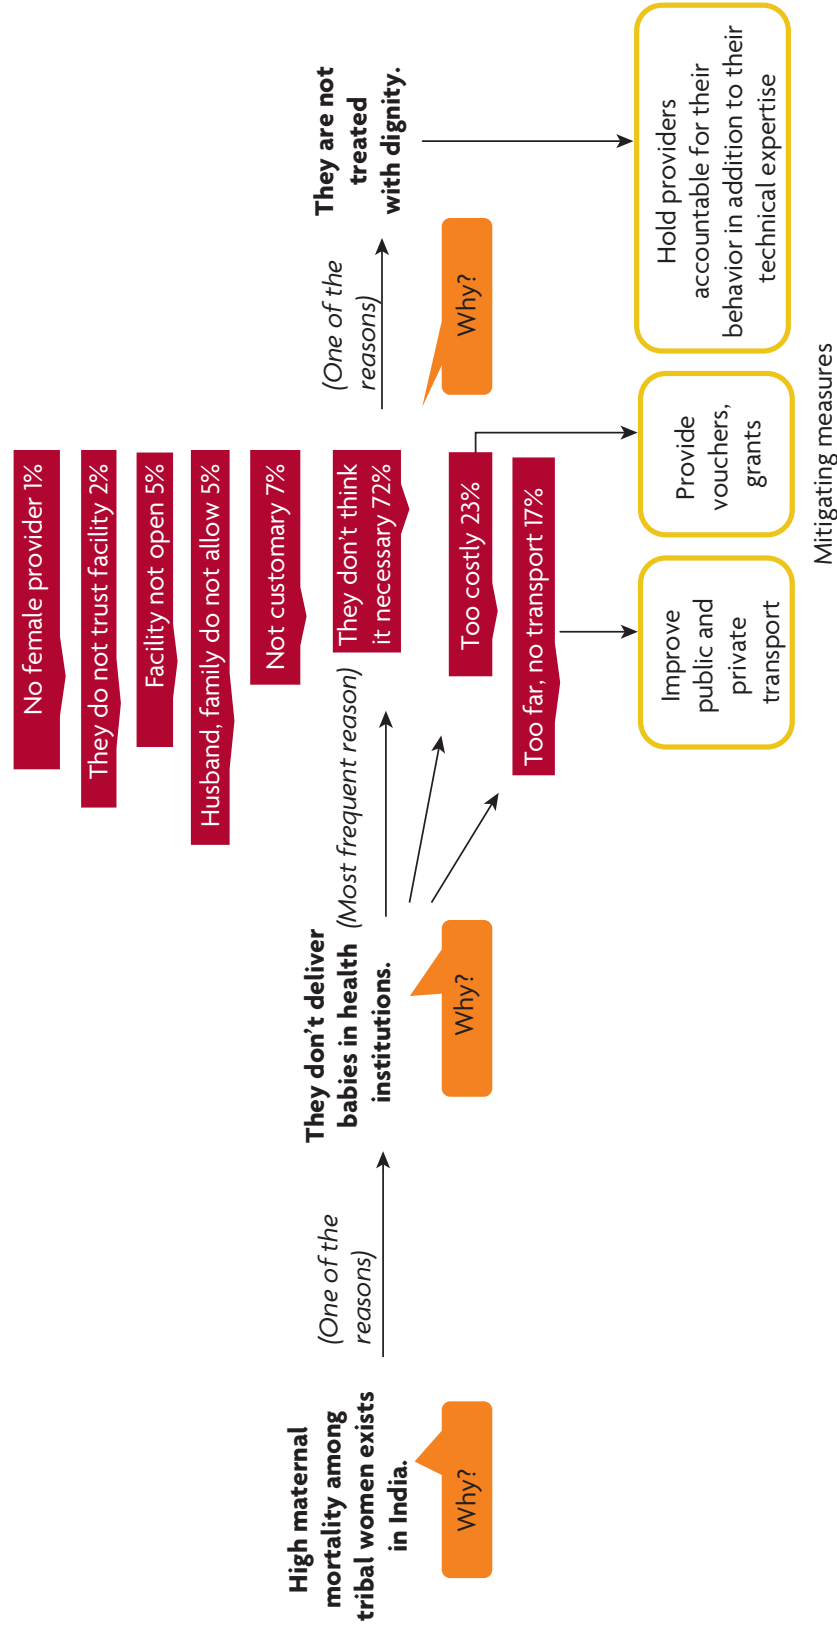 High maternal
mortality among
tribal women exists
in India.
Why?
(One of the
reasons)
They don't deliver
babies in health
institutions.
Why?
(Most frequent reason)
No female provider 1%
They do not trust facility 2%
Facility not open 5%
Husband, family do not allow 5%
Not customary 7%
They don't think
it necessary 72%
Too costly 23%
Too far, no transport 17%
(One of the
reasons)
Why?
They are not
treated
with dignity.
Improve
public and
private
transport
Provide
vouchers,
grants
Hold providers
accountable for their
behavior in addition to their
technical expertise
Mitigating measures